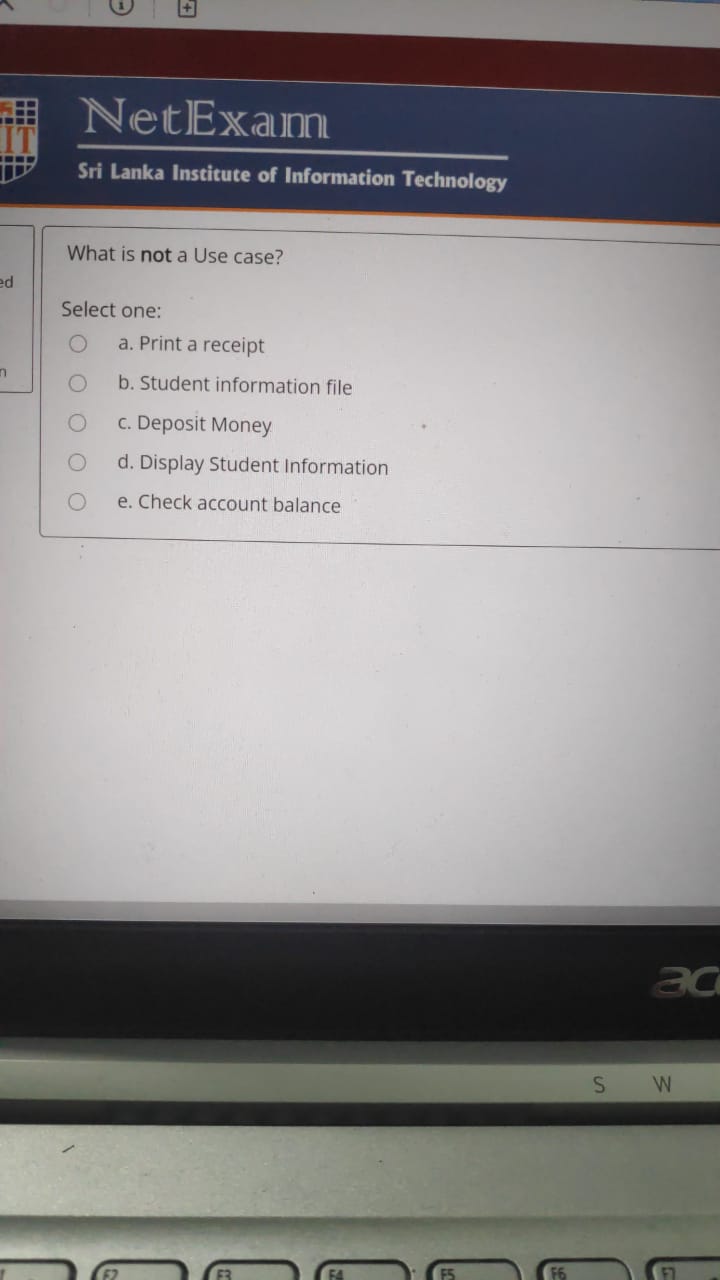 IT
NetExam
Sri Lanka Institute of Information Technology
ed
n
What is not a Use case?
Select one:
a. Print a receipt
b. Student information file
c. Deposit Money
d. Display Student Information
e. Check account balance
ac
S W
F2 F3 F4 F5 F6 F7